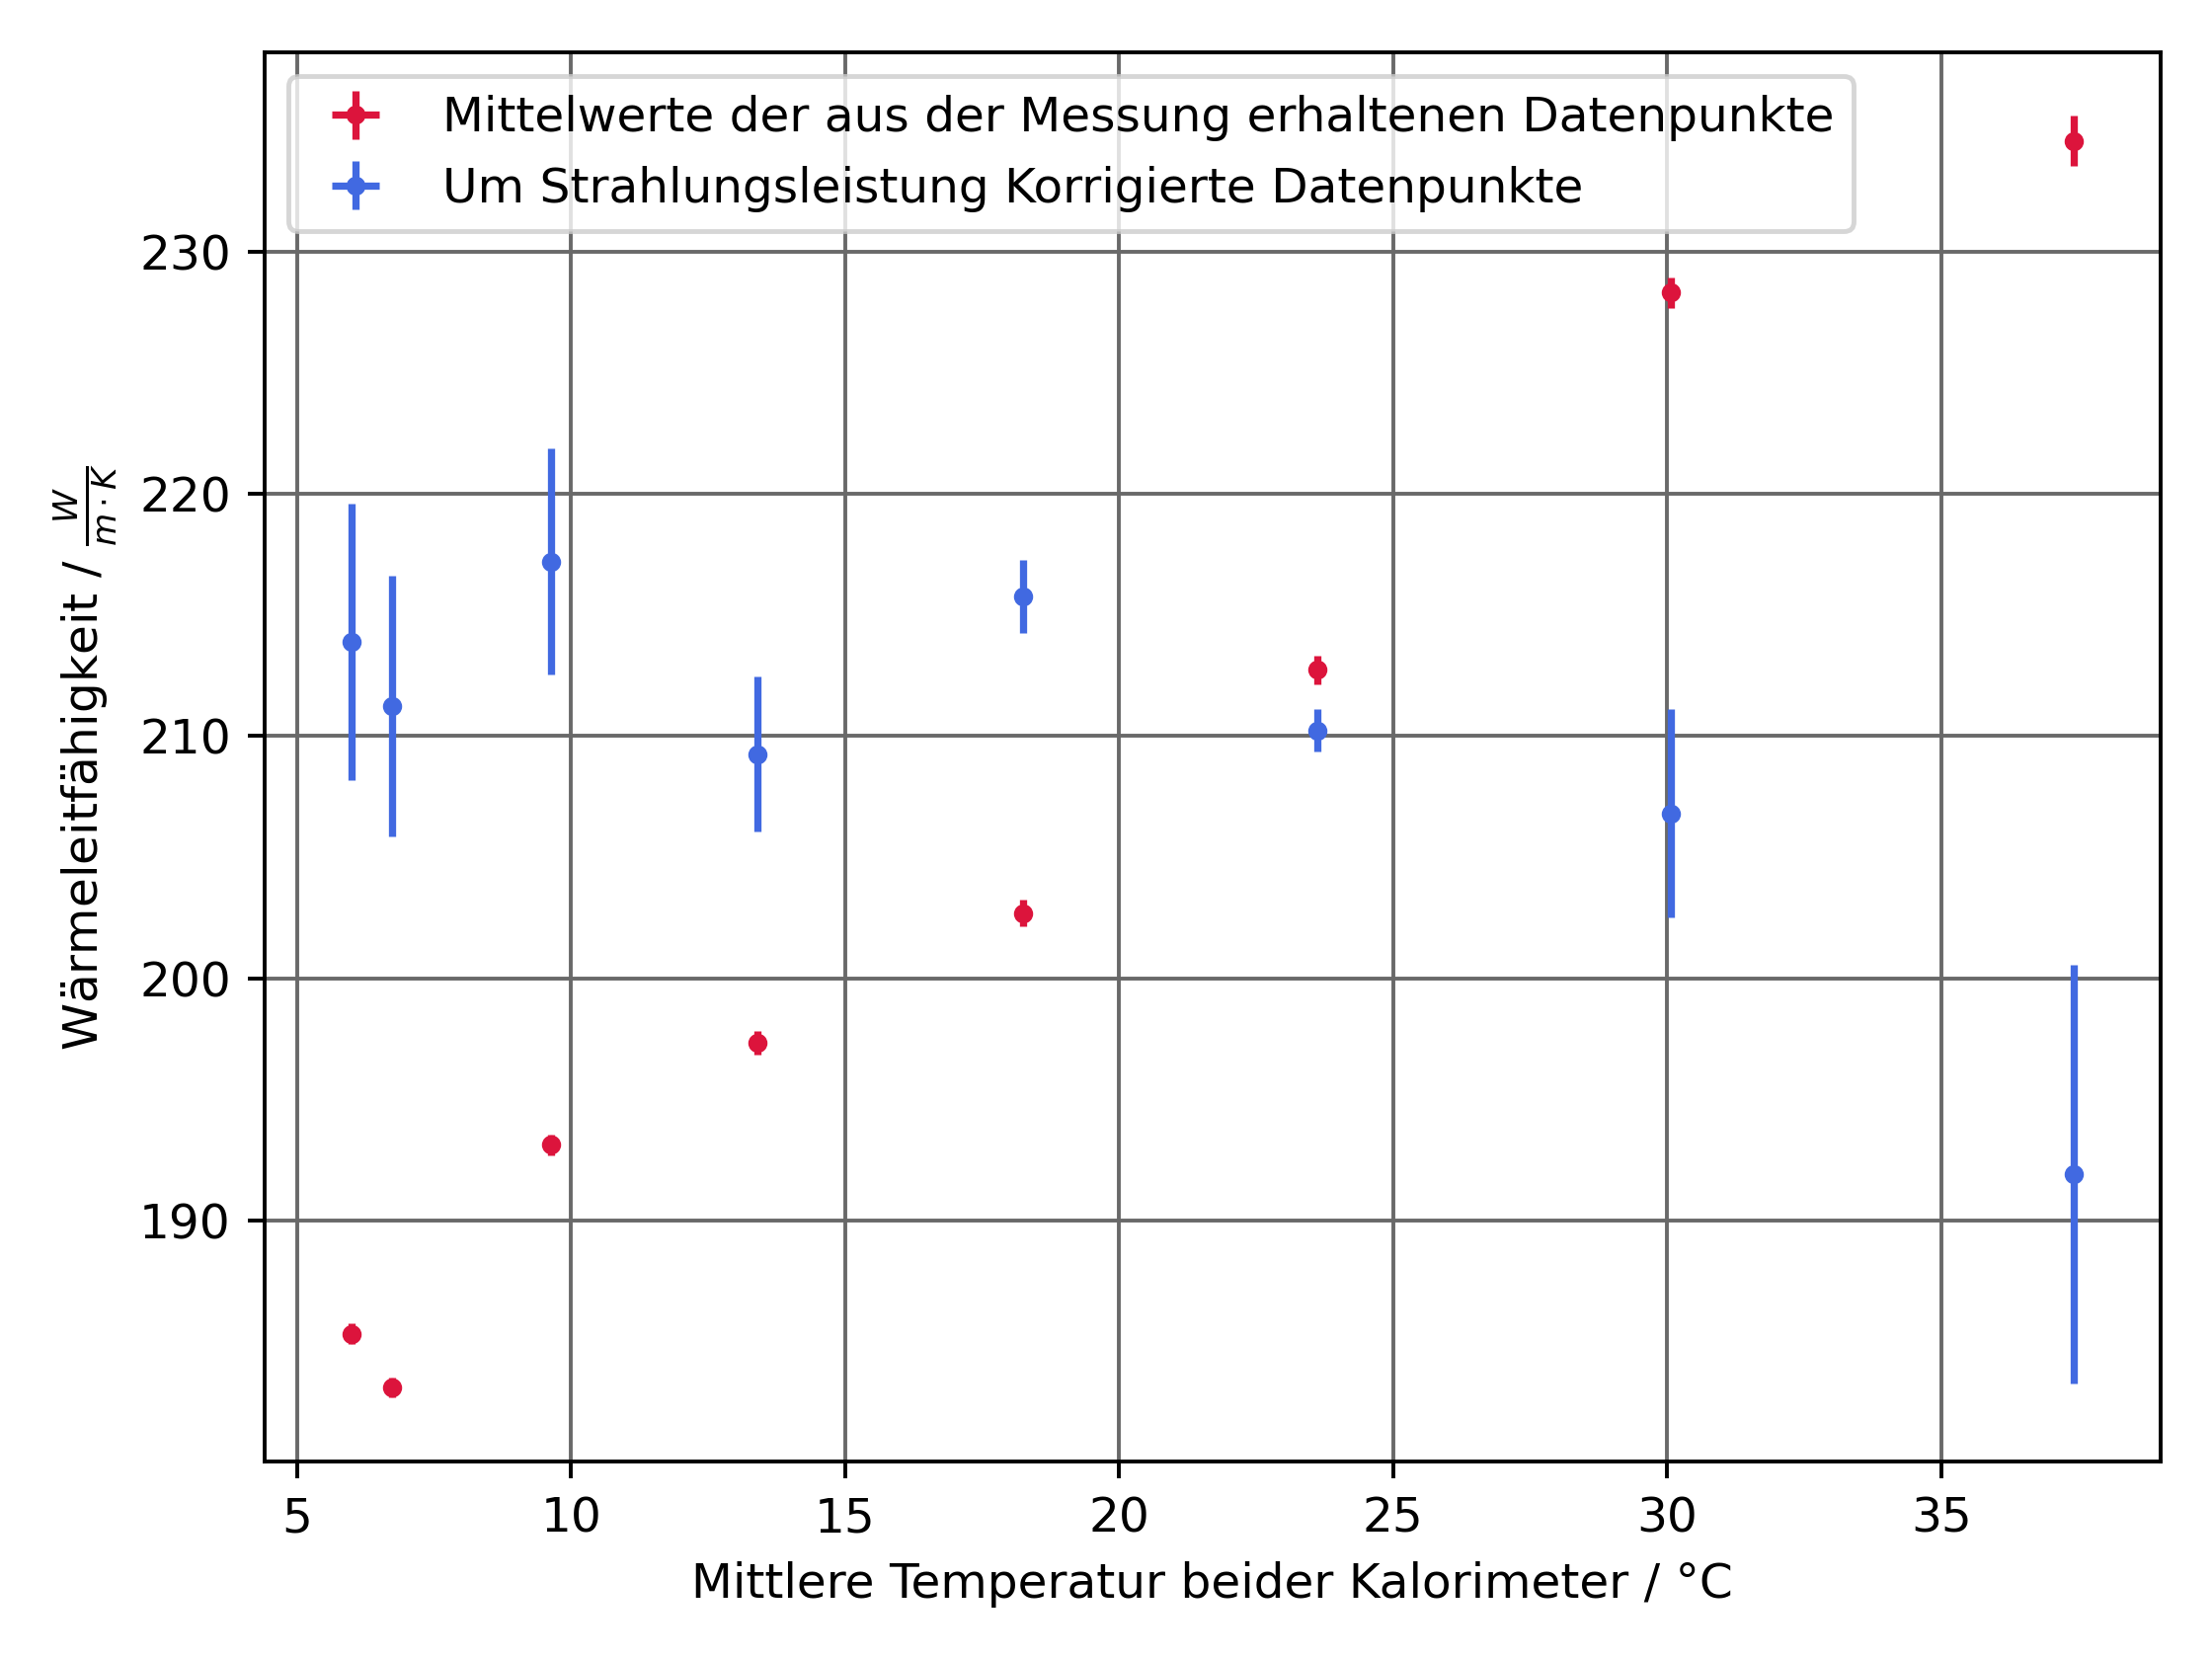 Mittelwerte der aus der Messung erhaltenen Datenpunkte
Um Strahlungsleistung Korrigierte Datenpunkte
230
220
210
200
190
Wärmeleitfähigkeit / W/m·K
5 10 15 20 25 30 35
Mittlere Temperatur beider Kalorimeter / °C